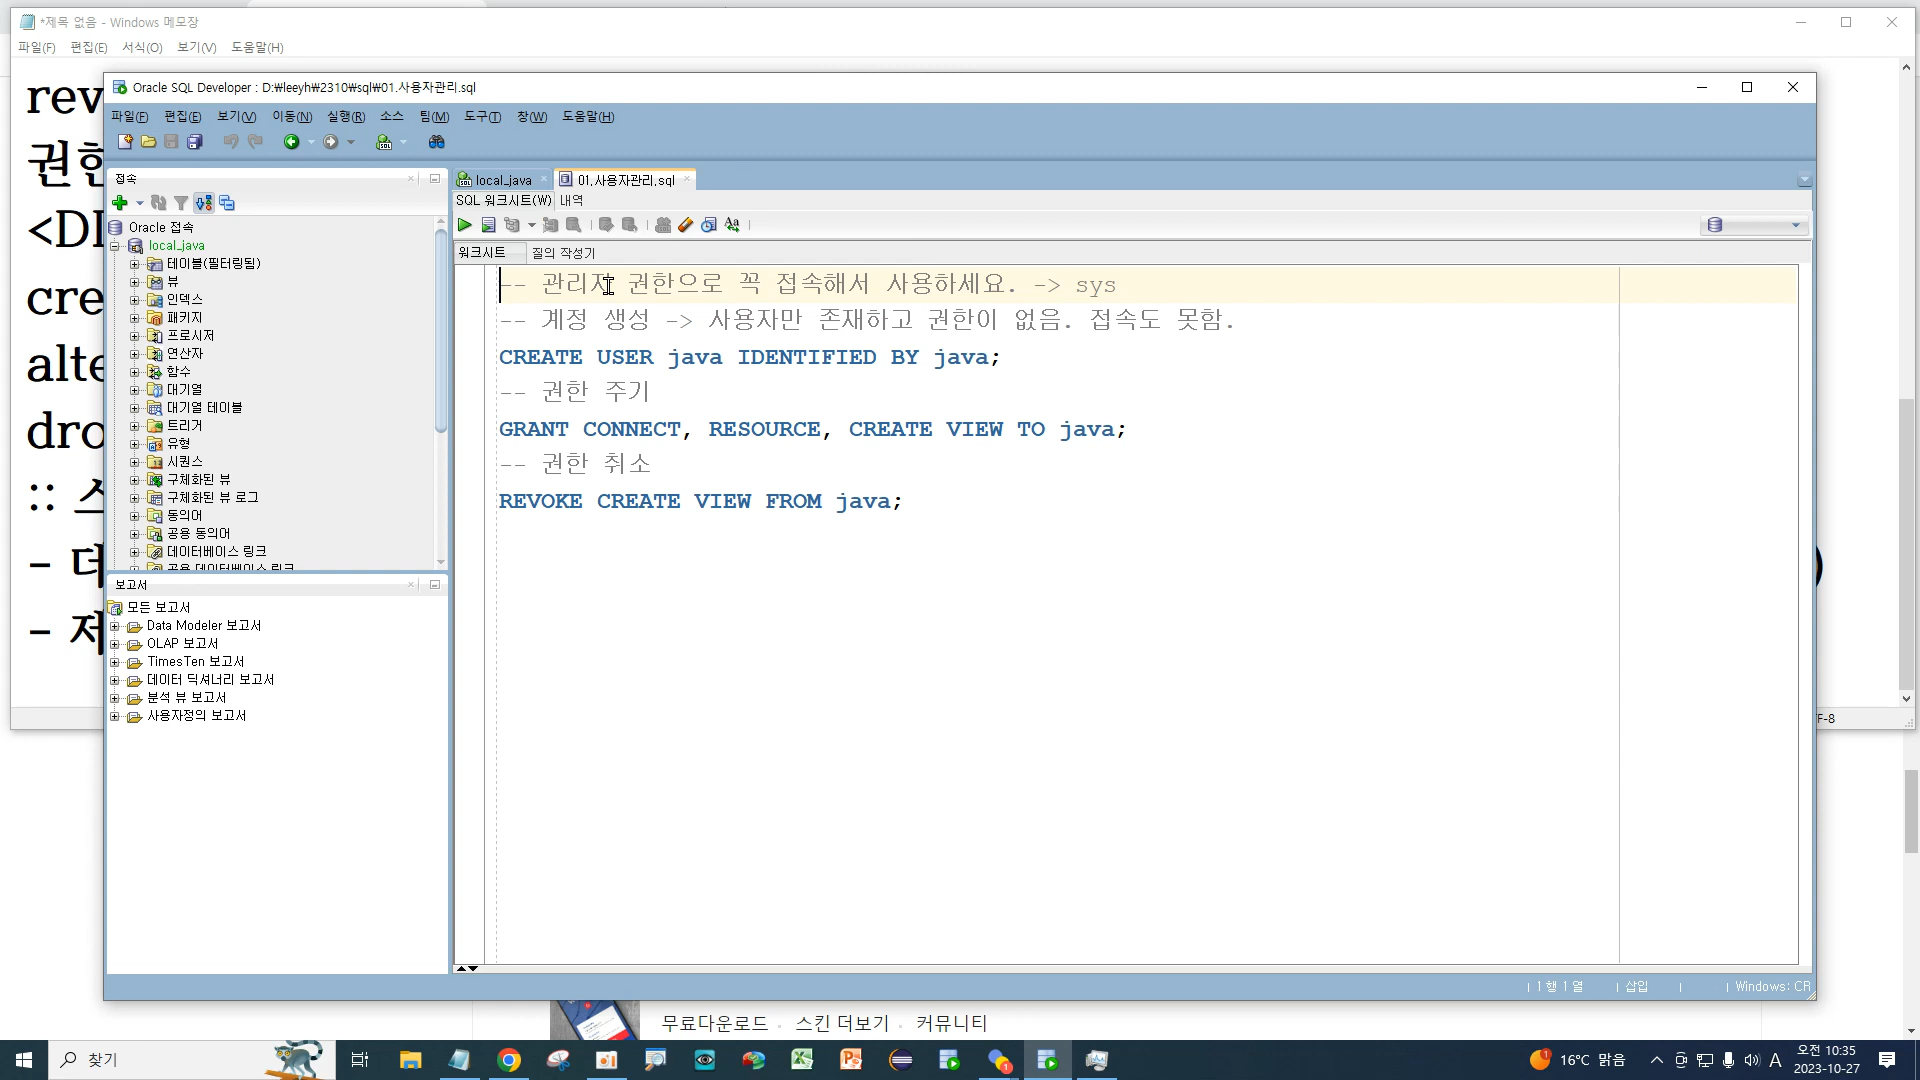 *제목 없음 - Windows 메모장
파일(F) 편집(E) 서식(O) 보기(V) 도움말(H)
rev
권한
cre
alte
dro
::
Oracle SQL Developer : D:₩leeyh₩2310₩sql₩01.사용자관리.sql
파일(F) 편집(E) 보기(V) 이동(N) 실행(R) 소스 팀(M) 도구(T) 창(W) 도움말(H)
접속
Oracle 접속
local_java
테이블(필터링됨)
뷰
인덱스
패키지
프로시저
연산자
함수
대기열
대기열 테이블
트리거
유형
시퀀스
구체화된 뷰
구체화된 뷰 로그
동의어
공용 동의어
데이터베이스 링크
공용 데이터베이스 링크
보고서
모든 보고서
Data Modeler 보고서
OLAP 보고서
TimesTen 보고서
데이터 딕셔너리 보고서
분석 뷰 보고서
사용자정의 보고서
local_java 01.사용자관리.sql
SQL 워크시트(W) 내역
워크시트 질의 작성기
-- 관리자 권한으로 꼭 접속해서 사용하세요. -> sys
-- 계정 생성 -> 사용자만 존재하고 권한이 없음. 접속도 못함.
CREATE USER java IDENTIFIED BY java;
-- 권한 주기
GRANT CONNECT, RESOURCE, CREATE VIEW TO java;
-- 권한 취소
REVOKE CREATE VIEW FROM java;
1 행 1 열 삽입 Windows: CR
F-8
무료다운로드 스킨 더보기 커뮤니티
찾기
16°C 맑음
A
오전 10:35
2023-10-27